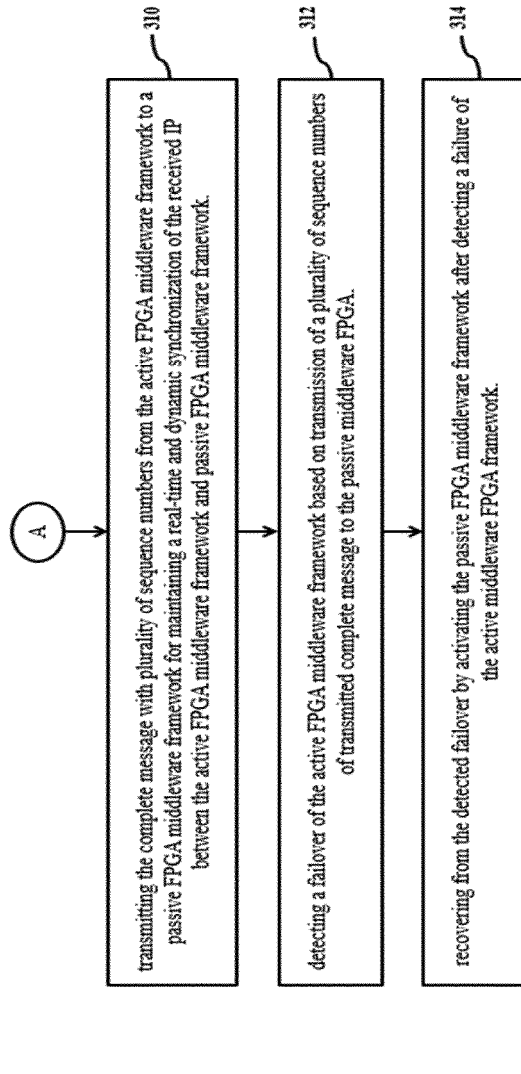 A
310
transmitting the complete message with plurality of sequence numbers from the active FPGA middleware framework to a
passive FPGA middleware framework for maintaining a real-time and dynamic synchronization of the received IP
between the active FPGA middleware framework and passive FPGA middleware framework.
312
detecting a failover of the active FPGA middleware framework based on transmission of a plurality of sequence numbers
of transmitted complete message to the passive middleware FPGA.
314
recovering from the detected failover by activating the passive FPGA middleware framework after detecting a failure of
the active middleware FPGA framework.